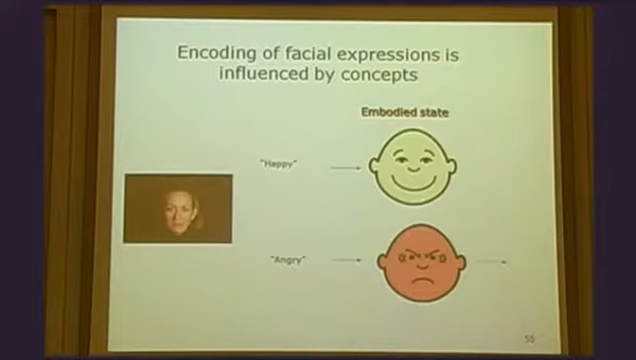 Encoding of facial expressions is
influenced by concepts
Embodied state
"Happy"
"Angry"
55